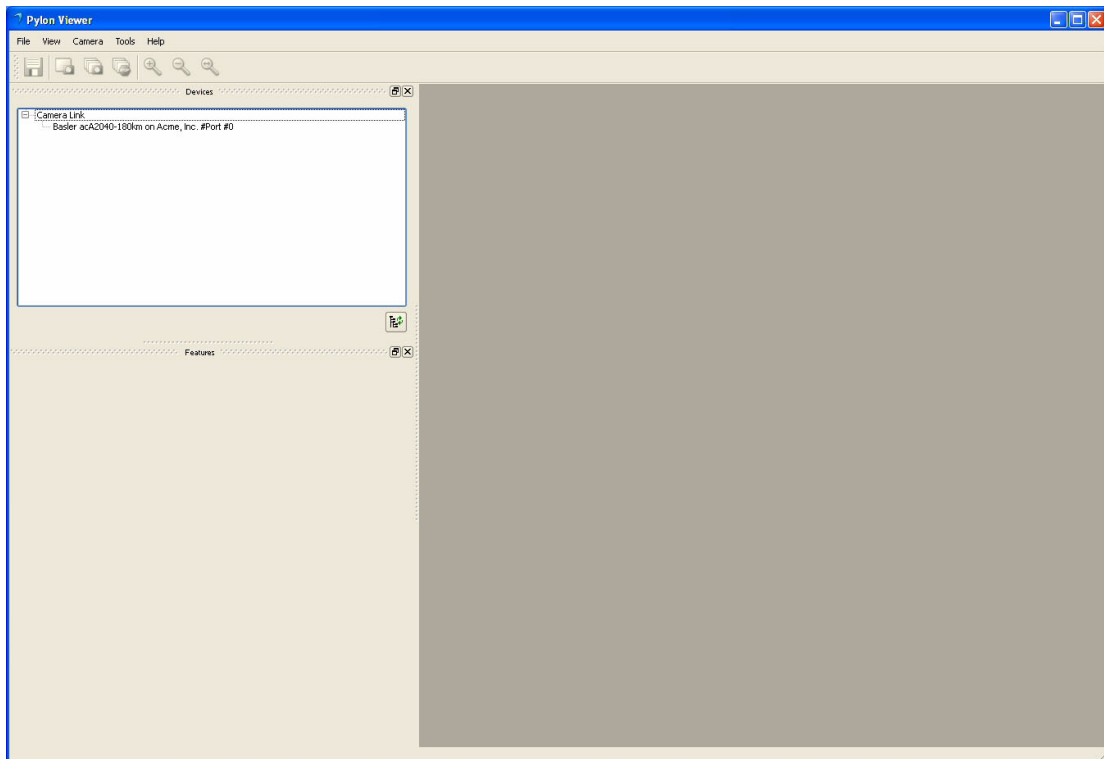 Pylon Viewer
File View Camera Tools Help
Devices
Camera Link
Basler acA2040-180km on Acme, Inc. #Port #0
Features